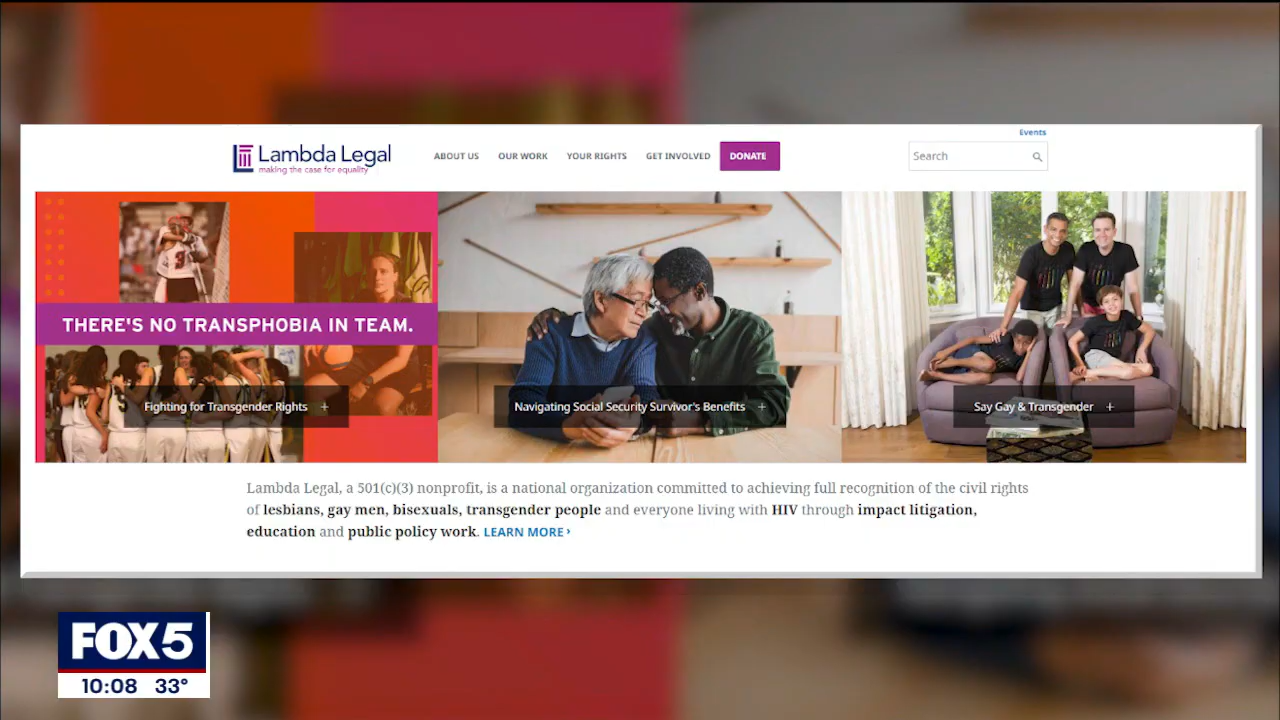 Events
Lambda Legal
making the case for equality
ABOUT US OUR WORK YOUR RIGHTS GET INVOLVED DONATE
Search
THERE'S NO TRANSPHOBIA IN TEAM.
Fighting for Transgender Rights +
Navigating Social Security Survivor's Benefits +
Say Gay & Transgender +
Lambda Legal, a 501(c)(3) nonprofit, is a national organization committed to achieving full recognition of the civil rights
of lesbians, gay men, bisexuals, transgender people and everyone living with HIV through impact litigation,
education and public policy work. LEARN MORE ›
FOX5
10:08 33°